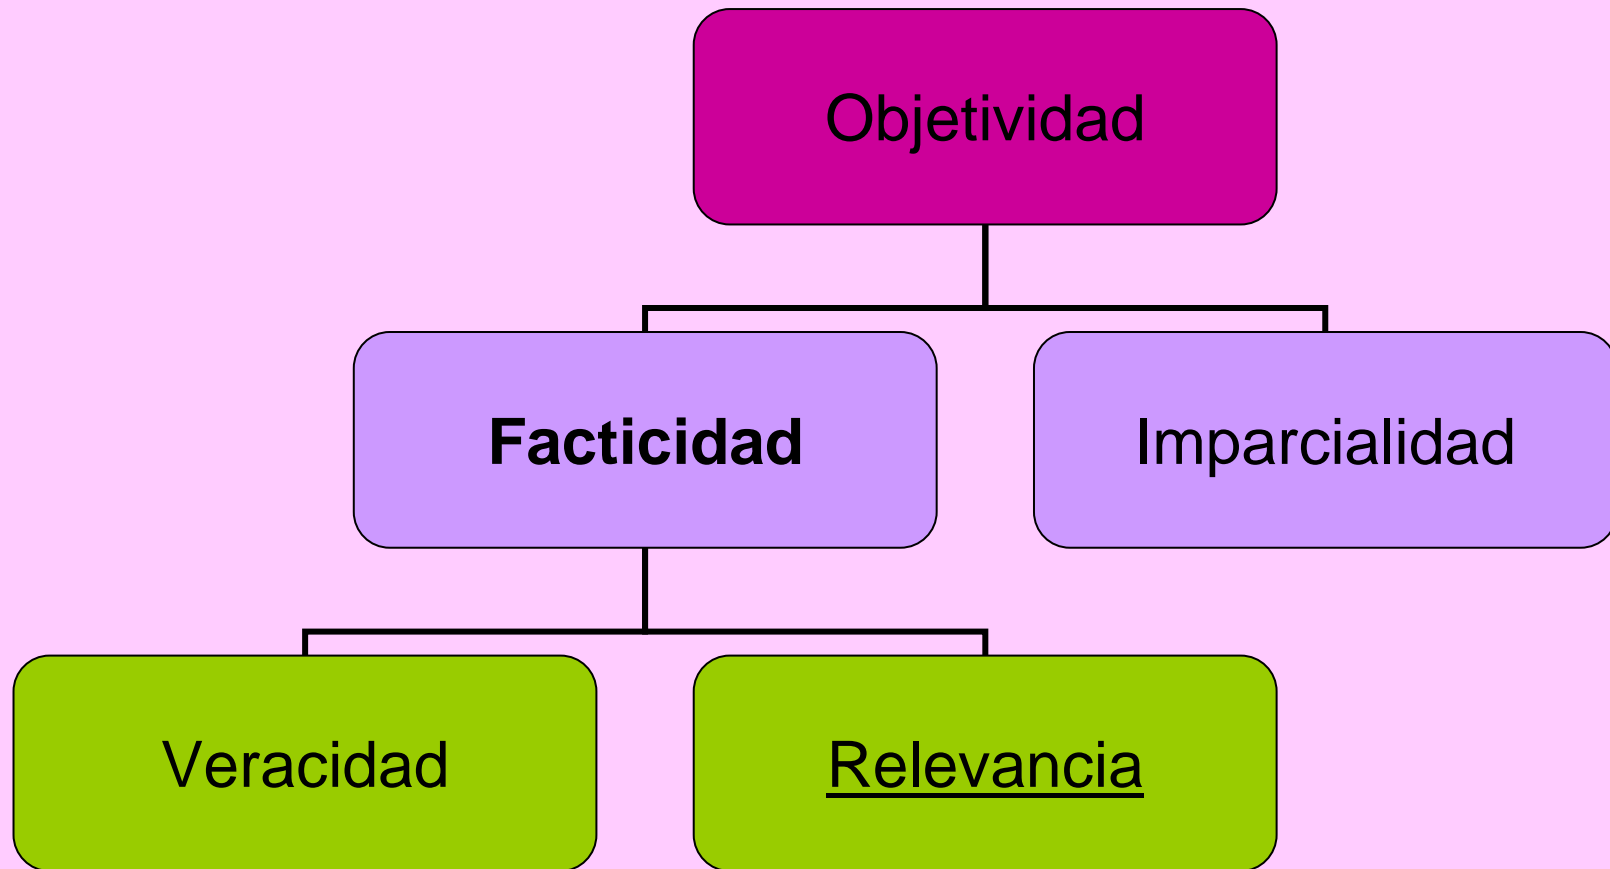 Objetividad
Facticidad
Imparcialidad
Veracidad
Relevancia